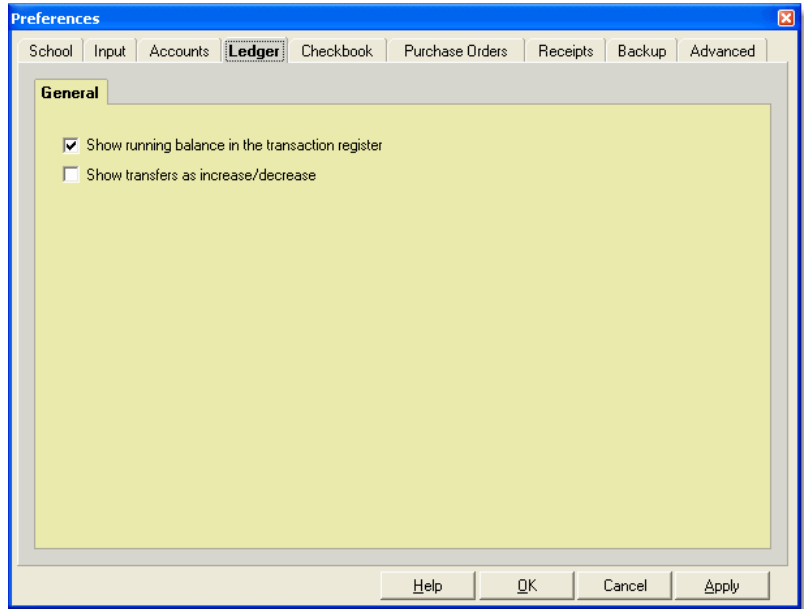 Preferences
School Input Accounts Ledger Checkbook Purchase Orders Receipts Backup Advanced
General
Show running balance in the transaction register
Show transfers as increase/decrease
Help OK Cancel Apply